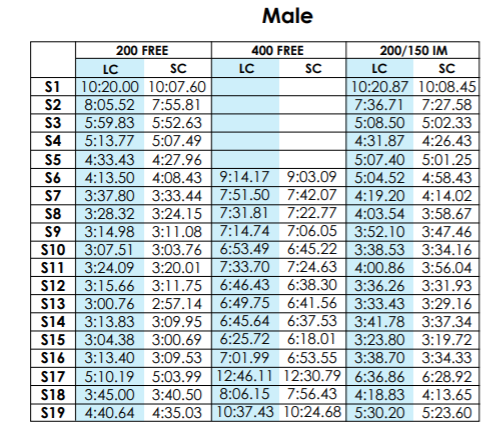 Male
200 FREE 400 FREE 200/150 IM
LC SC LC SC LC SC
S1 10:20.00 10:07.60 10:20.87 10:08.45
S2 8:05.52 7:55.81 7:36.71 7:27.58
S3 5:59.83 5:52.63 5:08.50 5:02.33
S4 5:13.77 5:07.49 4:31.87 4:26.43
S5 4:33.43 4:27.96 5:07.40 5:01.25
S6 4:13.50 4:08.43 9:14.17 9:03.09 5:04.52 4:58.43
S7 3:37.80 3:33.44 7:51.50 7:42.07 4:19.20 4:14.02
S8 3:28.32 3:24.15 7:31.81 7:22.77 4:03.54 3:58.67
S9 3:14.98 3:11.08 7:14.74 7:06.05 3:52.10 3:47.46
S10 3:07.51 3:03.76 6:53.49 6:45.22 3:38.53 3:34.16
S11 3:24.09 3:20.01 7:33.70 7:24.63 4:00.86 3:56.04
S12 3:15.66 3:11.75 6:46.43 6:38.30 3:36.26 3:31.93
S13 3:00.76 2:57.14 6:49.75 6:41.56 3:33.43 3:29.16
S14 3:13.83 3:09.95 6:45.64 6:37.53 3:41.78 3:37.34
S15 3:04.38 3:00.69 6:25.72 6:18.01 3:23.80 3:19.72
S16 3:13.40 3:09.53 7:01.99 6:53.55 3:38.70 3:34.33
S17 5:10.19 5:03.99 12:46.11 12:30.79 6:36.86 6:28.92
S18 3:45.00 3:40.50 8:06.15 7:56.43 4:18.83 4:13.65
S19 4:40.64 4:35.03 10:37.43 10:24.68 5:30.20 5:23.60